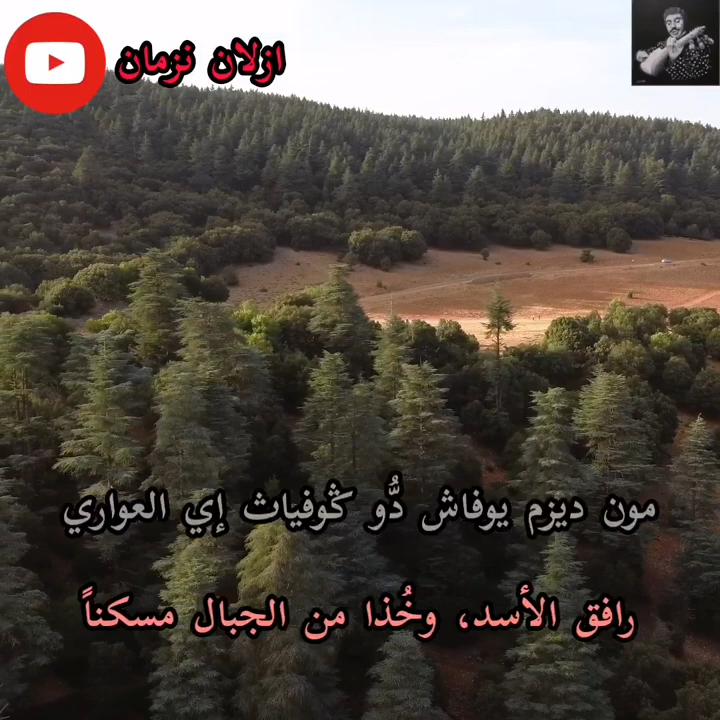 ازلان نزمان
مون ديزم يوفاش دُّو ڭوفياث إي العواري
رافق الأسد، وخُذا من الجبال مسكناً